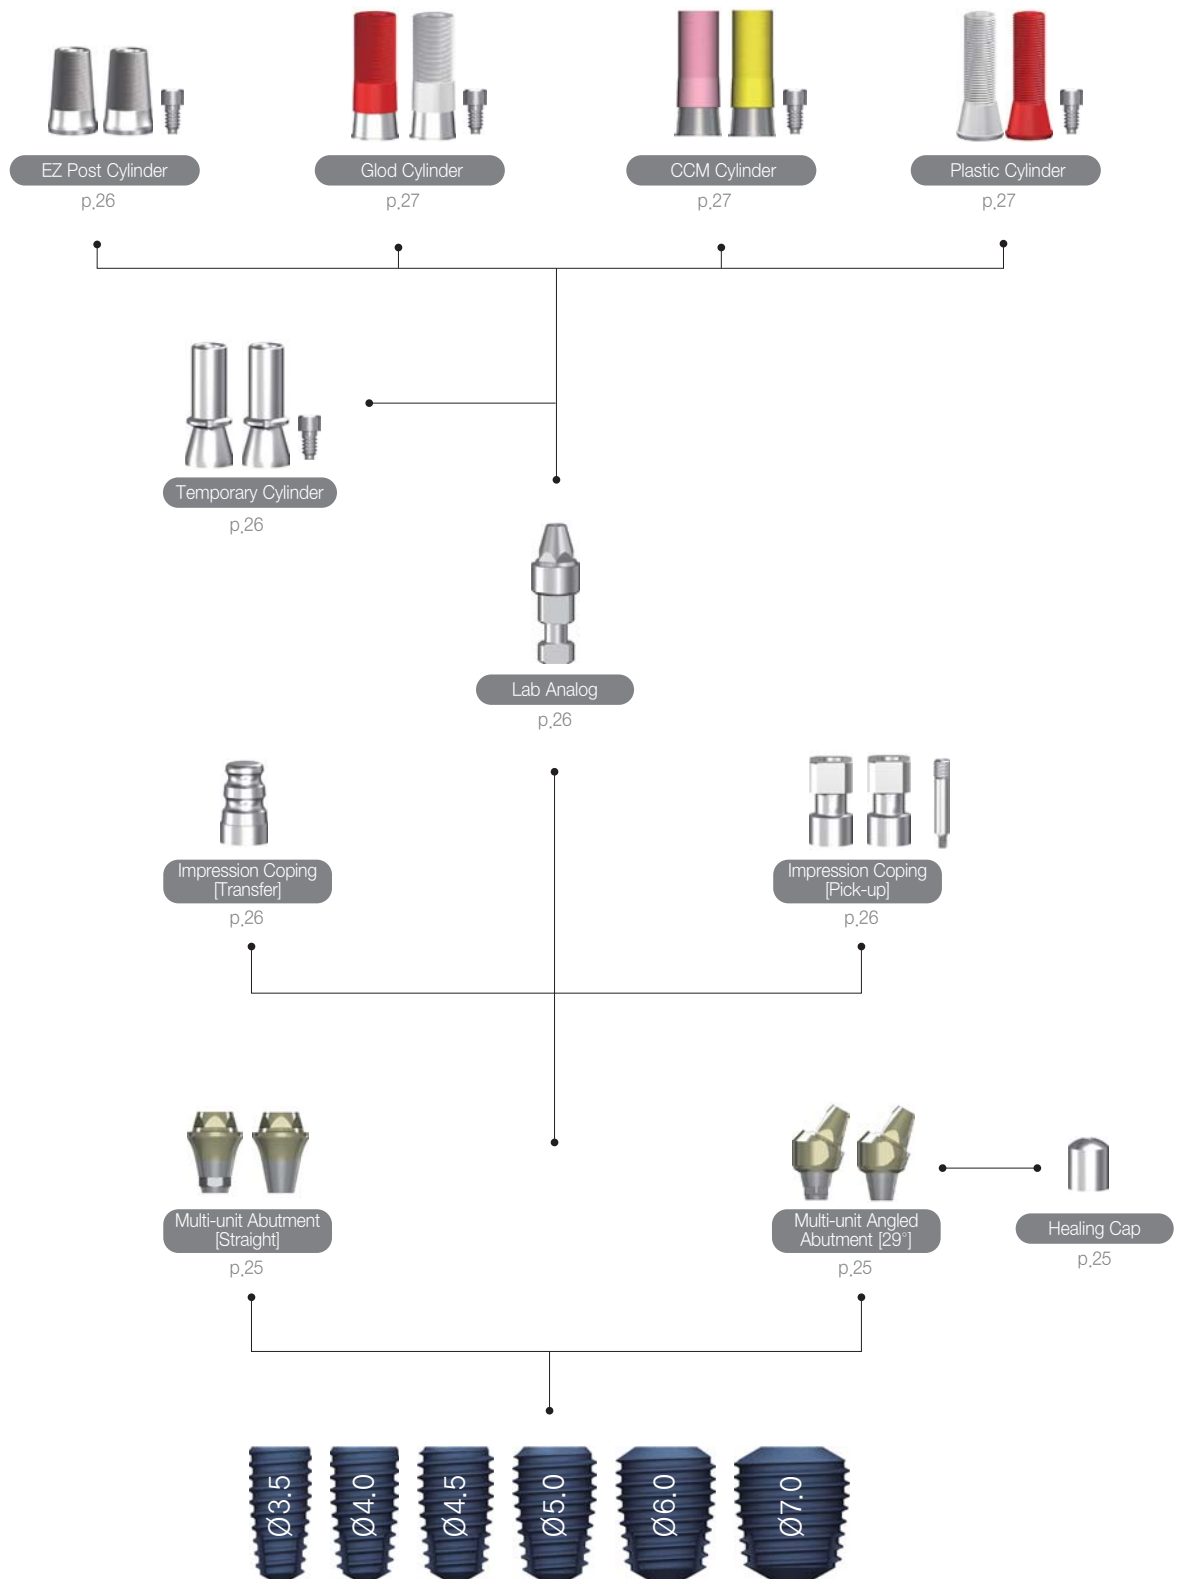 EZ Post Cylinder
Glod Cylinder
CCM Cylinder
Plastic Cylinder
p.26
p.27
p.27
p.27
Temporary Cylinder
p.26
Lab Analog
p.26
Impression Coping
[Transfer]
p.26
Impression Coping
[Pick-up]
p.26
Multi-unit Abutment
[Straight]
p.25
Multi-unit Angled
Abutment [29°]
p.25
Healing Cap
p.25
Ø3.5
Ø4.0
Ø4.5
Ø5.0
Ø6.0
Ø7.0